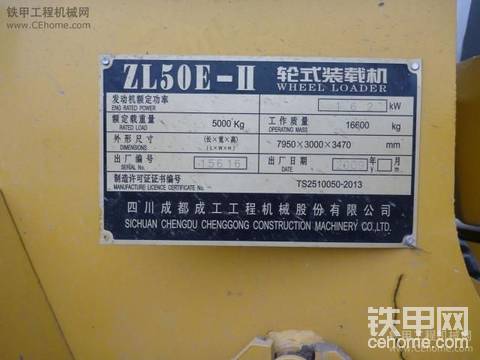 铁甲工程机械网
www.CEhome.com
ZL50E-II 轮式装载机
WHEEL LOADER
发动机额定功率
ENG RATED POWER 162 kW
额定载重量 工作质量
RATED LOAD 5000 Kg OPERATING MASS 16600 kg
外形尺寸 (长×宽×高)
DIMENSIONS (L×W×H) 7950×3000×3470 mm
出厂编号 出厂日期 年 月
SERIAL NO. 15616 DATE y m
制造许可证证书编号
MANUFACTURE LICENCE CERTIFICATE No. TS2510050-2013
四川成都成工工程机械股份有限公司
SICHUAN CHENGDU CHENGGONG CONSTRUCTION MACHINERY CO.,LTD.
铁甲网
cehome.com